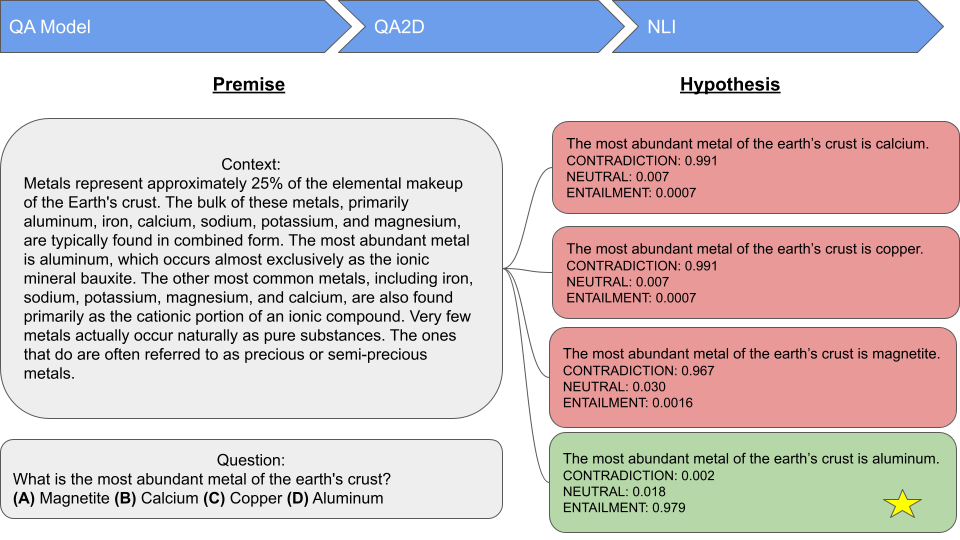 QA Model
QA2D
NLI
Premise
Hypothesis
Context:
Metals represent approximately 25% of the elemental makeup
of the Earth's crust. The bulk of these metals, primarily
aluminum, iron, calcium, sodium, potassium, and magnesium,
are typically found in combined form. The most abundant metal
is aluminum, which occurs almost exclusively as the ionic
mineral bauxite. The other most common metals, including iron,
sodium, potassium, magnesium, and calcium, are also found
primarily as the cationic portion of an ionic compound. Very few
metals actually occur naturally as pure substances. The ones
that do are often referred to as precious or semi-precious
metals.
Question:
What is the most abundant metal of the earth's crust?
(A) Magnetite (B) Calcium (C) Copper (D) Aluminum
The most abundant metal of the earth’s crust is calcium.
CONTRADICTION: 0.991
NEUTRAL: 0.007
ENTAILMENT: 0.0007
The most abundant metal of the earth’s crust is copper.
CONTRADICTION: 0.991
NEUTRAL: 0.007
ENTAILMENT: 0.0007
The most abundant metal of the earth’s crust is magnetite.
CONTRADICTION: 0.967
NEUTRAL: 0.030
ENTAILMENT: 0.0016
The most abundant metal of the earth’s crust is aluminum.
CONTRADICTION: 0.002
NEUTRAL: 0.018
ENTAILMENT: 0.979